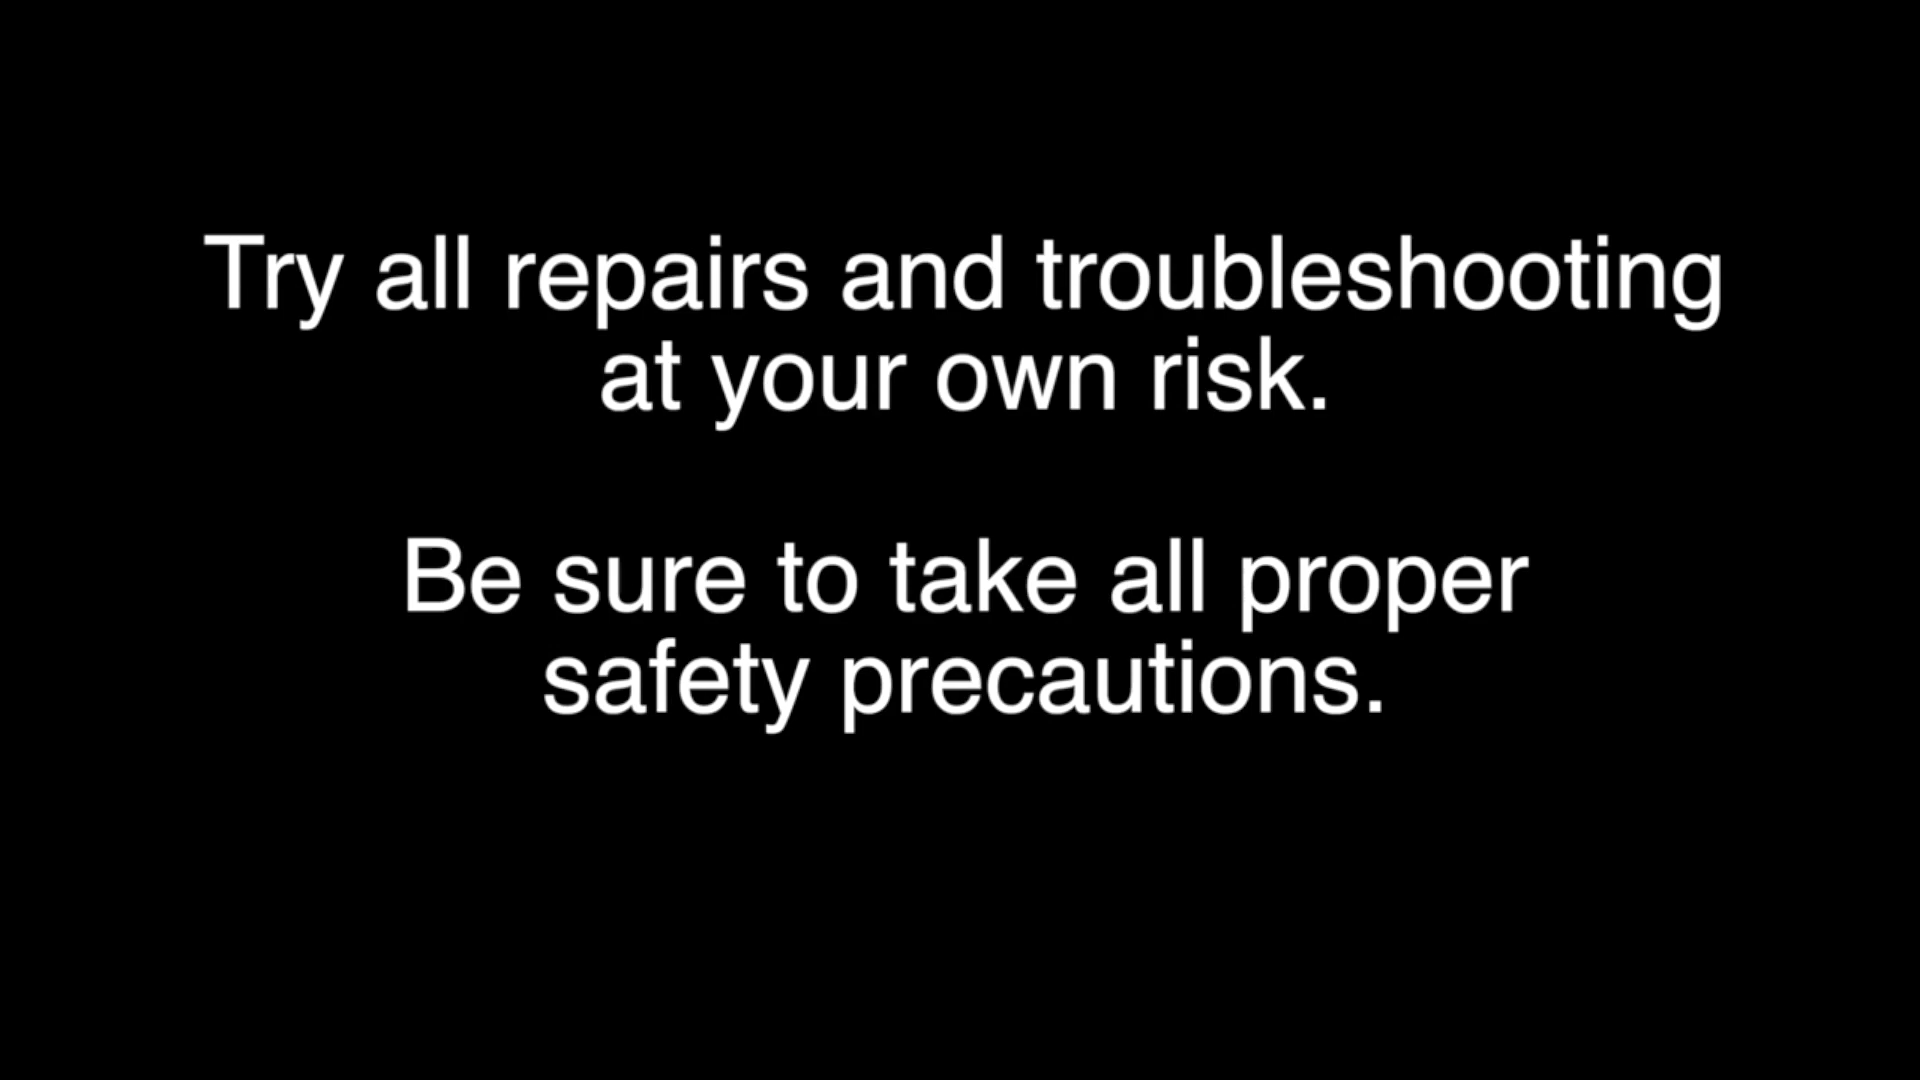 Try all repairs and troubleshooting
at your own risk.
Be sure to take all proper
safety precautions.